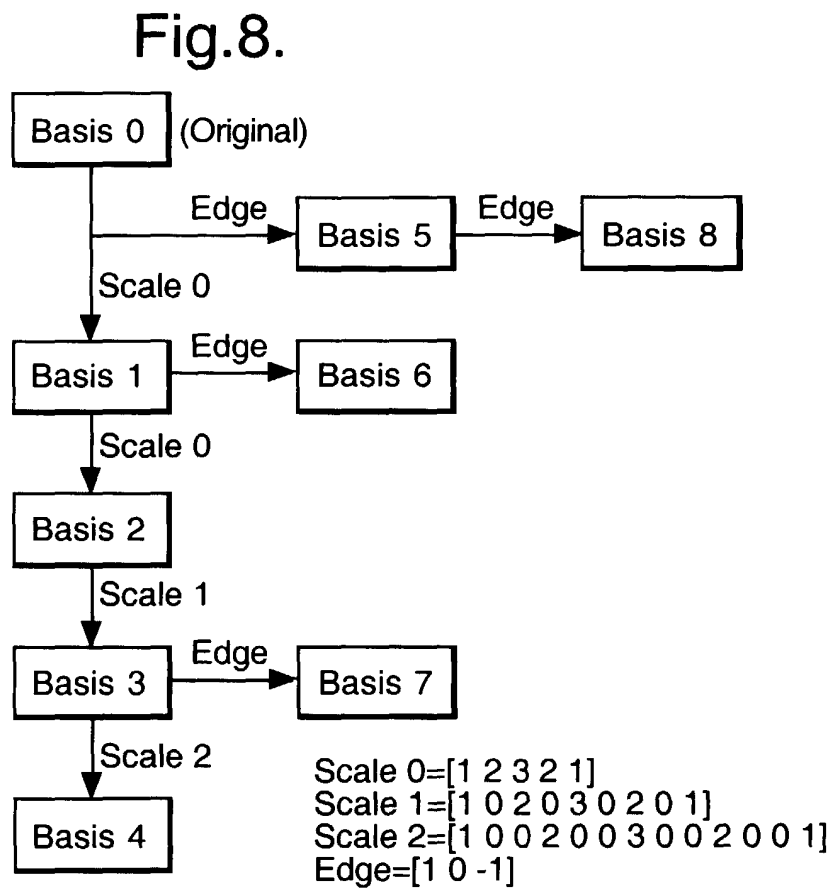 Fig.8.
Basis 0 (Original)
Edge
Basis 5
Edge
Basis 8
Scale 0
Basis 1
Edge
Basis 6
Scale 0
Basis 2
Scale 1
Basis 3
Edge
Basis 7
Scale 2
Basis 4
Scale 0=[1 2 3 2 1]
Scale 1=[1 0 2 0 3 0 2 0 1]
Scale 2=[1 0 0 2 0 0 3 0 0 2 0 0 1]
Edge=[1 0 -1]